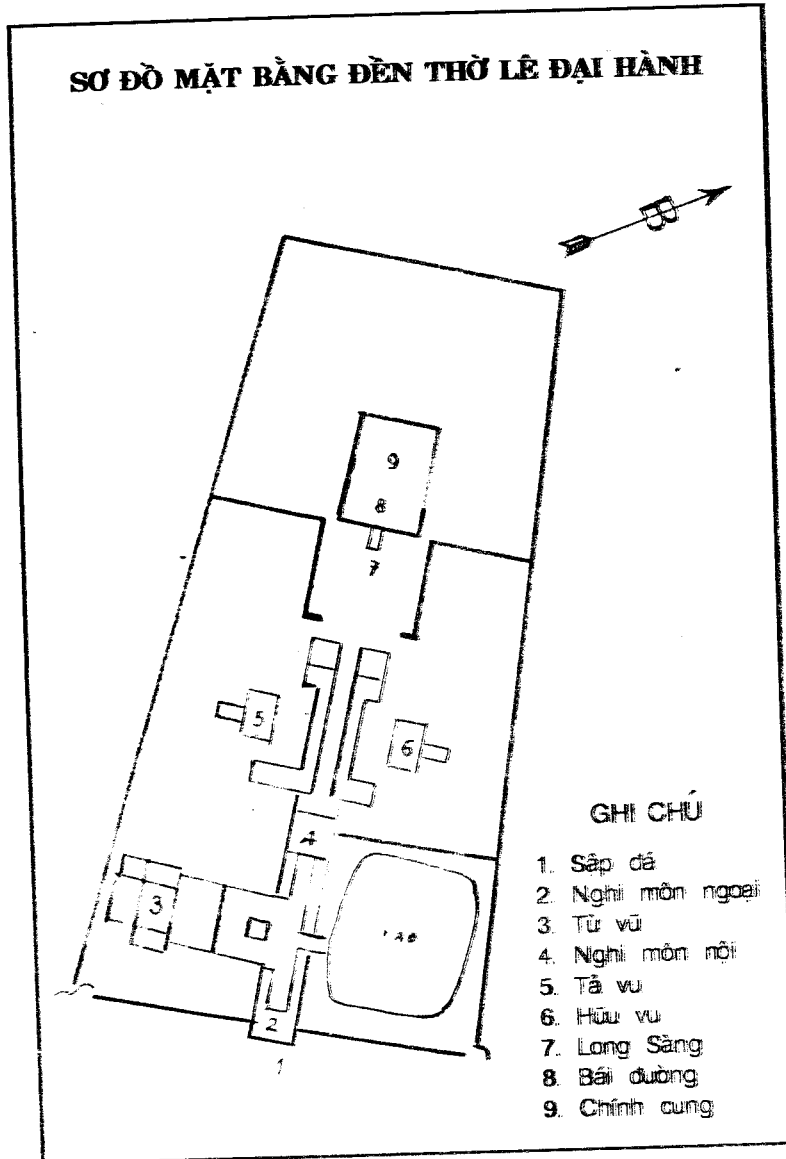 SƠ ĐỒ MẶT BẰNG ĐỀN THỜ LÊ ĐẠI HÀNH
B
9
8
7
5
6
4
3
2
1
GHI CHÚ
1. Sập đá
2. Nghi môn ngoại
3. Từ vũ
4. Nghi môn nội
5. Tả vu
6. Hữu vu
7. Long Sàng
8. Bái đường
9. Chính cung